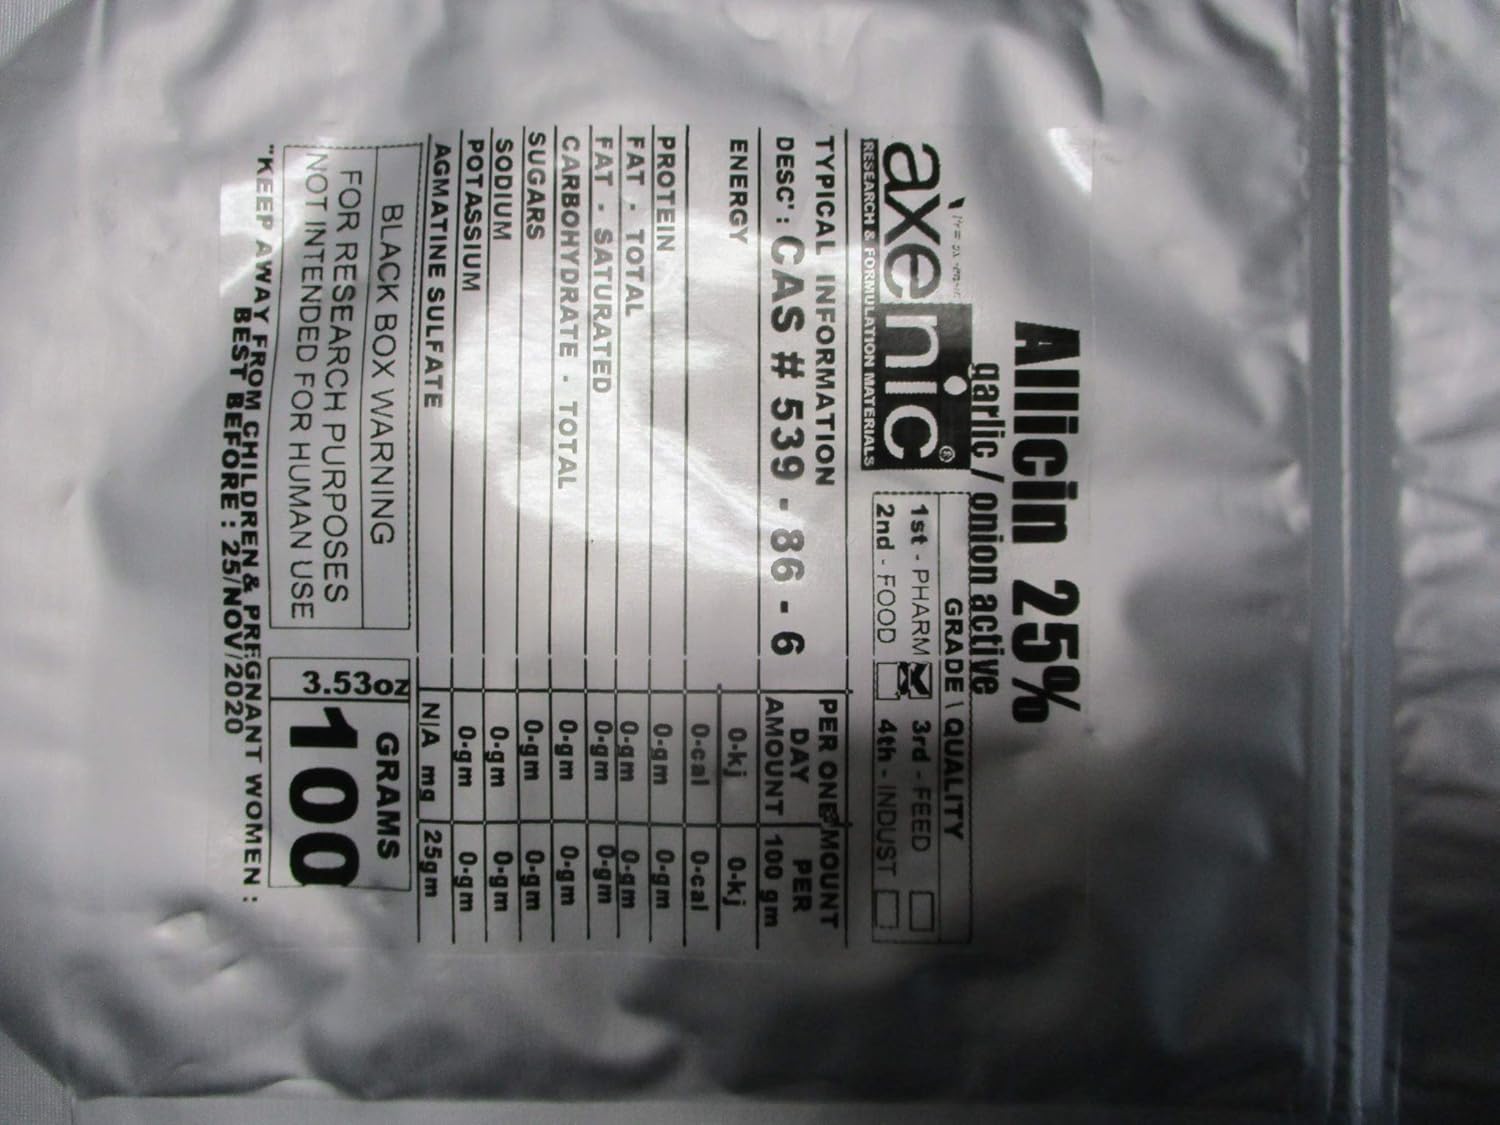 Allicin 25%
garlic / onion active
axenic®
RESEARCH & FORMULATION MATERIALS
GRADE \ QUALITY
1st - PHARM 3rd - FEED
2nd - FOOD 4th - INDUST
TYPICAL INFORMATION
DESC': CAS # 539 - 86 - 6
PER ONE DAY AMOUNT
AMOUNT PER 100 gm
ENERGY 0-kj 0-kj
0-cal 0-cal
PROTEIN 0-gm 0-gm
FAT - TOTAL 0-gm 0-gm
FAT - SATURATED 0-gm 0-gm
CARBOHYDRATE - TOTAL 0-gm 0-gm
SUGARS 0-gm 0-gm
SODIUM 0-gm 0-gm
POTASSIUM 0-gm 0-gm
AGMATINE SULFATE N|A mg 25gm
BLACK BOX WARNING
FOR RESEARCH PURPOSES
NOT INTENDED FOR HUMAN USE
3.53oz
GRAMS
100
"KEEP AWAY FROM CHILDREN & PREGNANT WOMEN :
BEST BEFORE : 25/NOV/2020